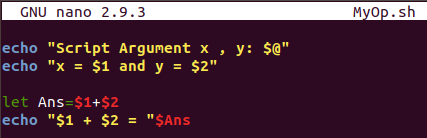 GNU nano 2.9.3 MyOp.sh
echo "Script Argument x , y: $@"
echo "x = $1 and y = $2"
let Ans=$1+$2
echo "$1 + $2 = "$Ans